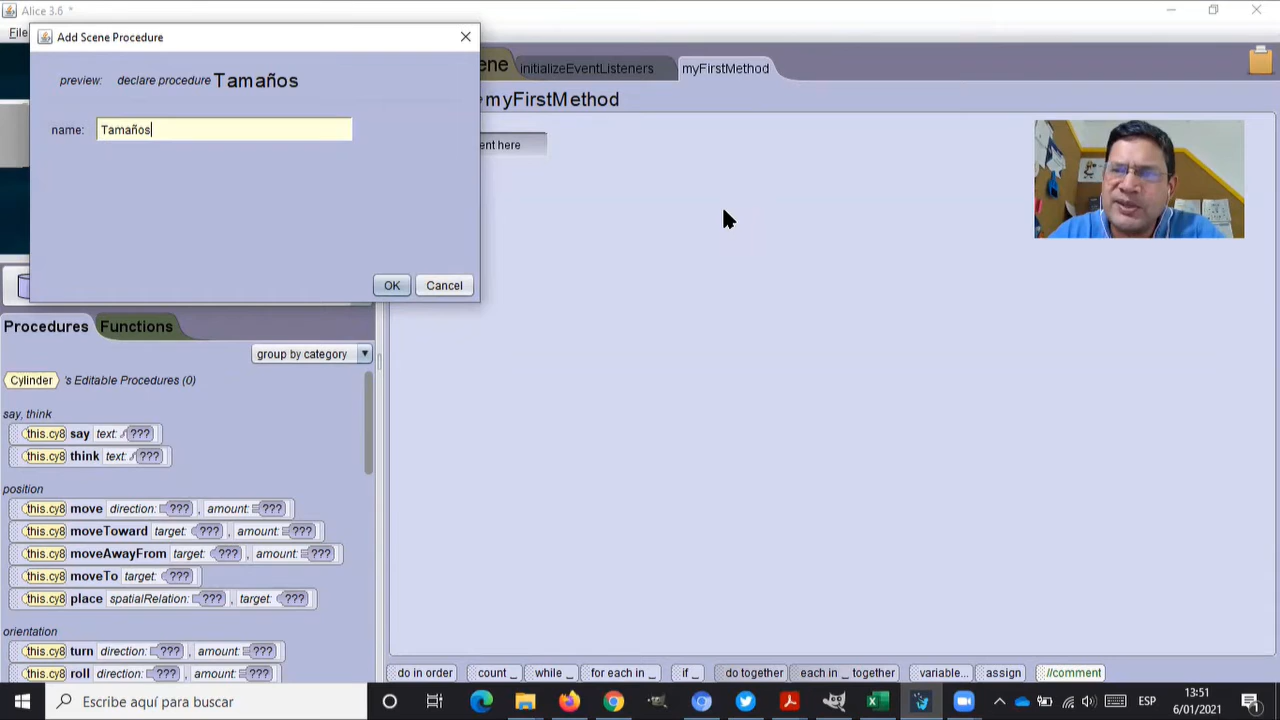 Alice 3.6 *
File
Add Scene Procedure
preview: declare procedure Tamaños
name: Tamaños
OK Cancel
ene initializeEventListeners myFirstMethod
myFirstMethod
ent here
Procedures Functions
group by category
Cylinder 's Editable Procedures (0)
say, think
this.cy8 say text: ???
this.cy8 think text: ???
position
this.cy8 move direction: ??? , amount: ???
this.cy8 moveToward target: ??? , amount: ???
this.cy8 moveAwayFrom target: ??? , amount: ???
this.cy8 moveTo target: ???
this.cy8 place spatialRelation: ??? , target: ???
orientation
this.cy8 turn direction: ??? , amount: ???
this.cy8 roll direction: ??? , amount: ???
do in order count _ while _ for each in _ if _ do together each in _ together variable... assign //comment
Escribe aquí para buscar
ESP
13:51
6/01/2021
1